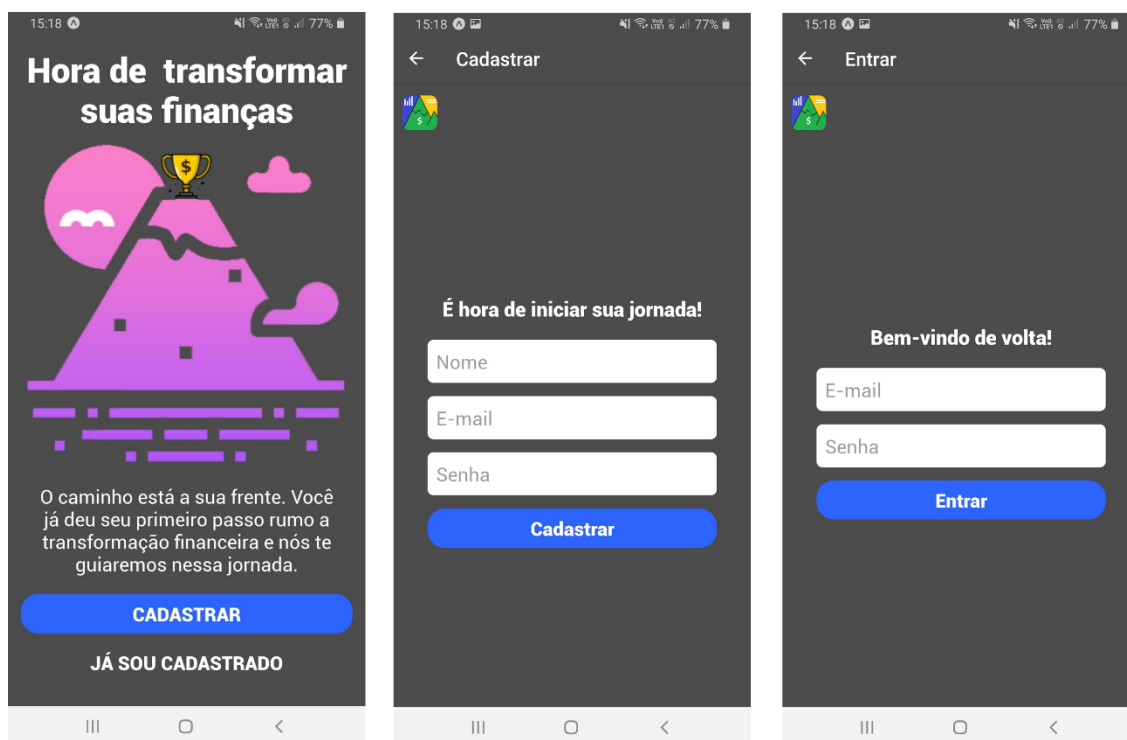 15:18 77%
Hora de transformar
suas finanças
$
O caminho está a sua frente. Você
já deu seu primeiro passo rumo a
transformação financeira e nós te
guiaremos nessa jornada.
CADASTRAR
JÁ SOU CADASTRADO
15:18 77%
Cadastrar
$
É hora de iniciar sua jornada!
Nome
E-mail
Senha
Cadastrar
15:18 77%
Entrar
$
Bem-vindo de volta!
E-mail
Senha
Entrar